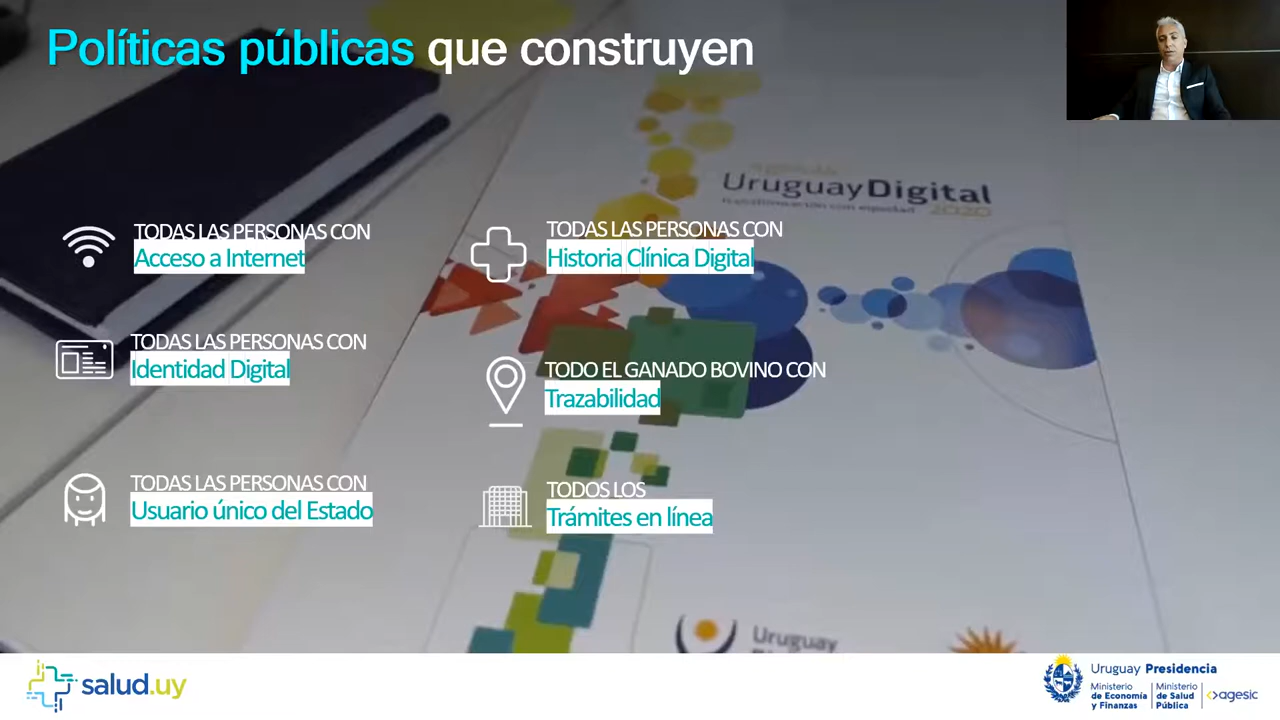 Políticas públicas que construyen
UruguayDigital
2020
TODAS LAS PERSONAS CON
Acceso a Internet
TODAS LAS PERSONAS CON
Identidad Digital
TODAS LAS PERSONAS CON
Usuario único del Estado
TODAS LAS PERSONAS CON
Historia Clínica Digital
TODO EL GANADO BOVINO CON
Trazabilidad
TODOS LOS
Trámites en línea
Uruguay
salud.uy
Uruguay Presidencia
Ministerio
de Economía
y Finanzas
Ministerio
de Salud
Pública
agesic